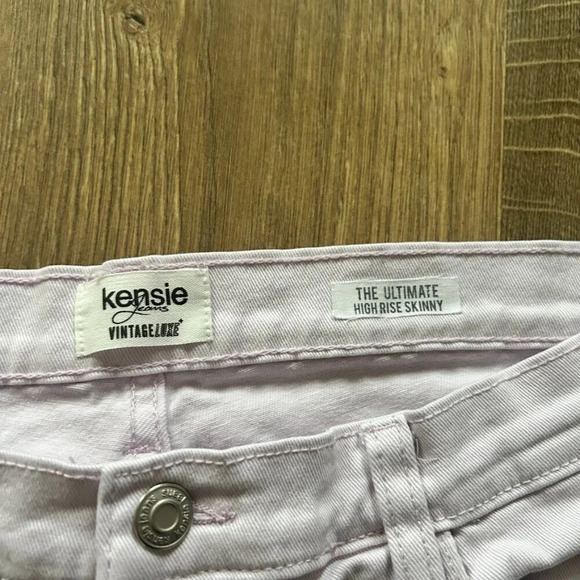 kensie
Jeans
VINTAGELUXE+
THE ULTIMATE
HIGH RISE SKINNY